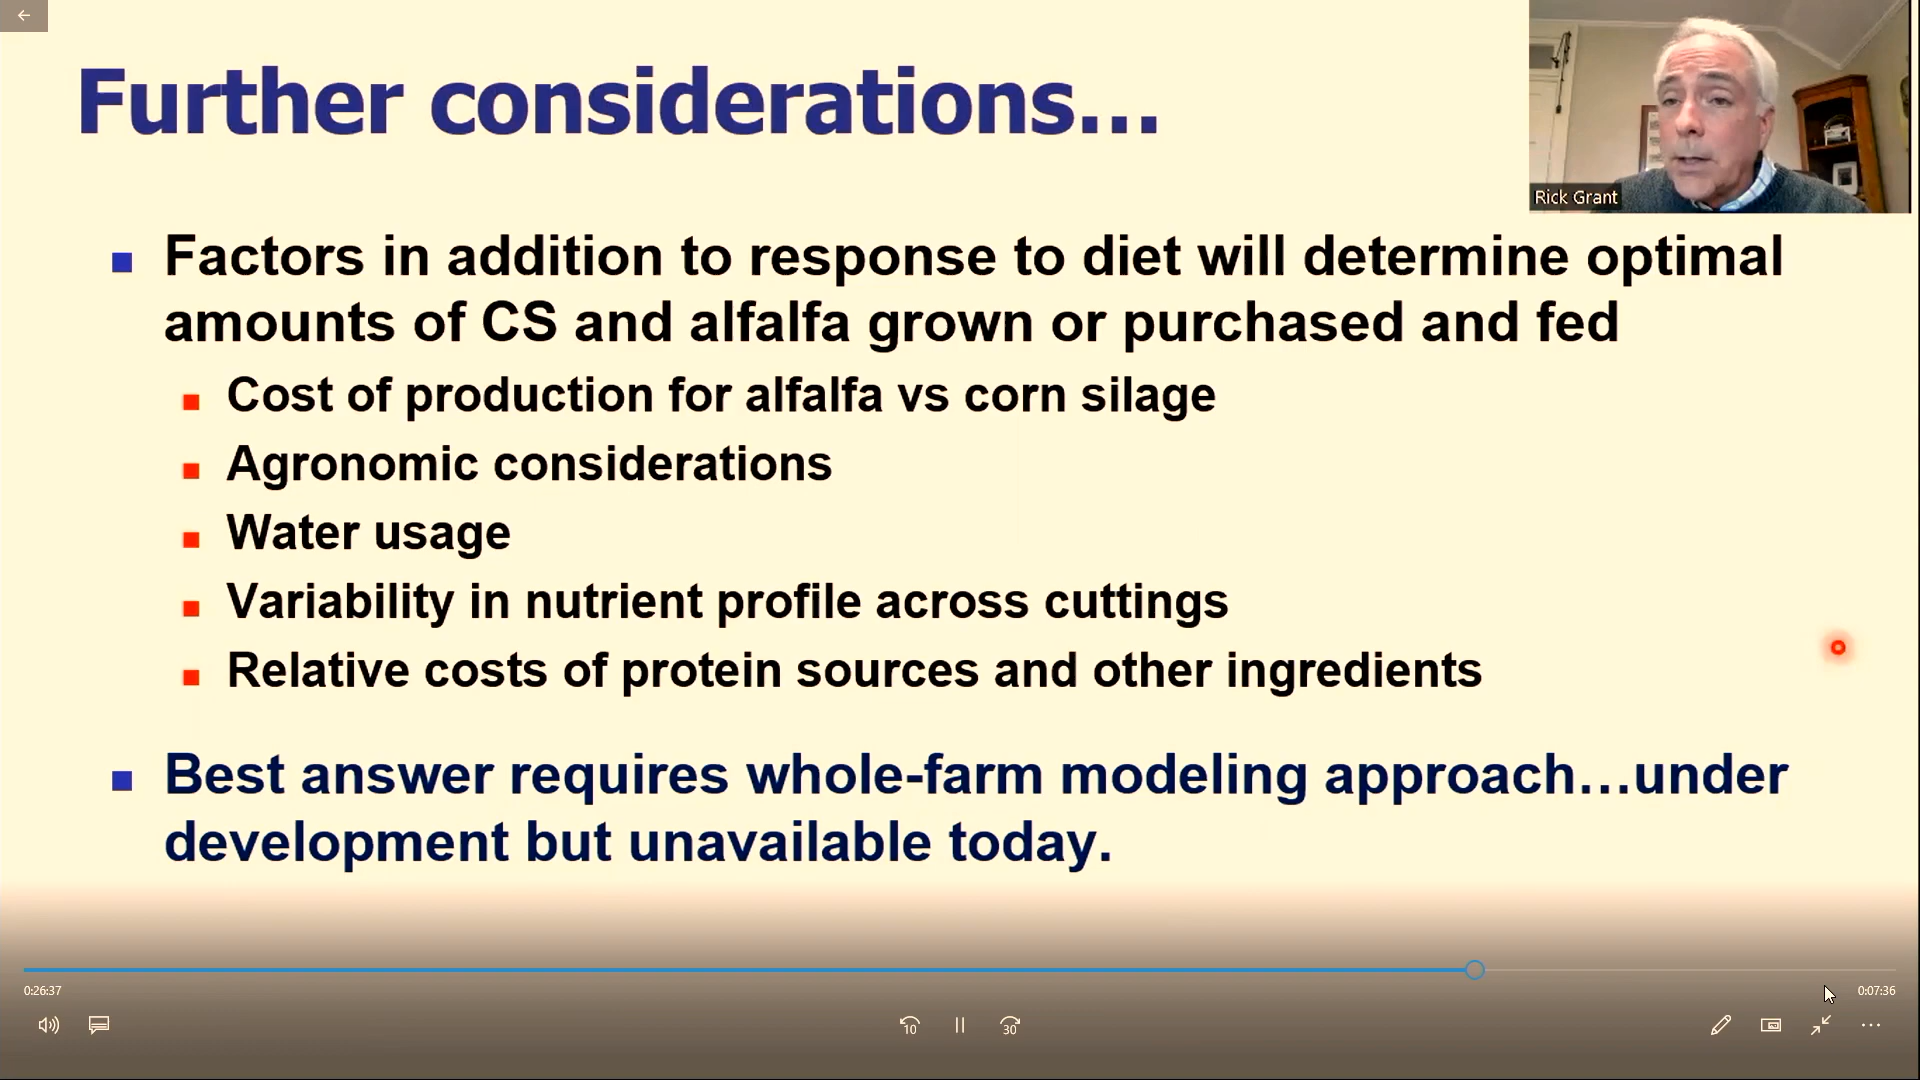 Further considerations...
Rick Grant
Factors in addition to response to diet will determine optimal
amounts of CS and alfalfa grown or purchased and fed
Cost of production for alfalfa vs corn silage
Agronomic considerations
Water usage
Variability in nutrient profile across cuttings
Relative costs of protein sources and other ingredients
Best answer requires whole-farm modeling approach...under
development but unavailable today.
0:26:37
0:07:36
10
30